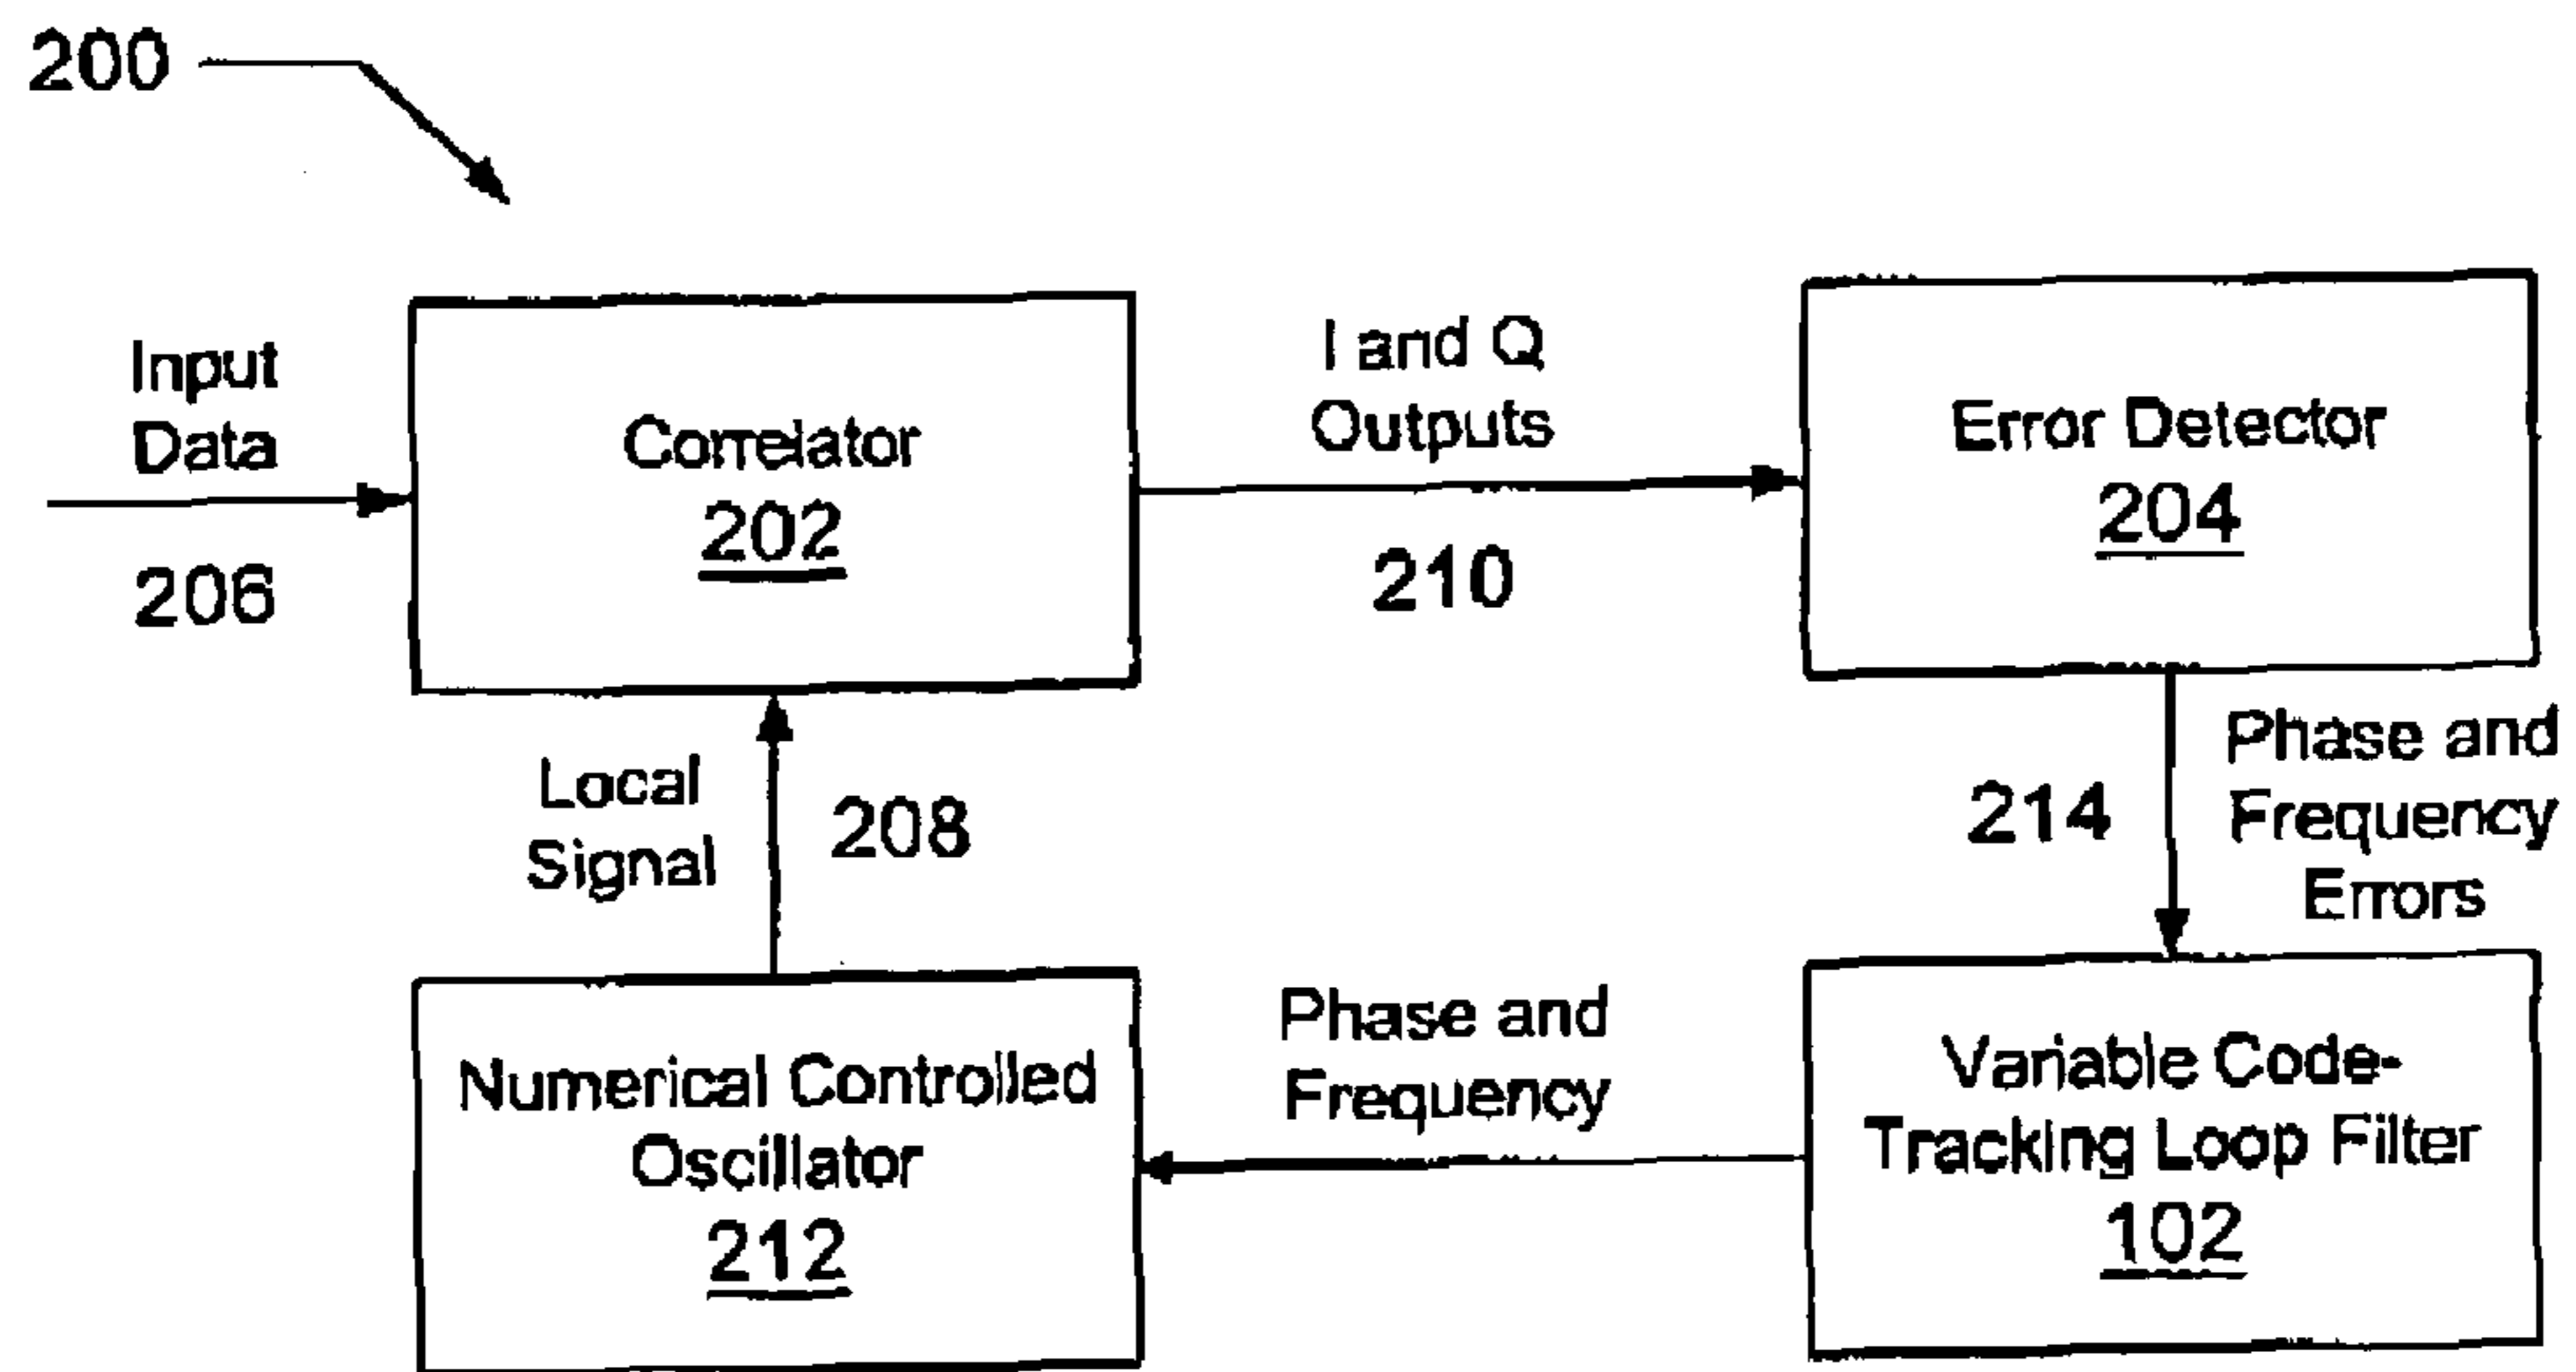 200
Input
Data
206
Correlator
202
I and Q
Outputs
210
Error Detector
204
Local
Signal
208
214
Phase and
Frequency
Errors
Numerical Controlled
Oscillator
212
Phase and
Frequency
Variable Code-
Tracking Loop Filter
102